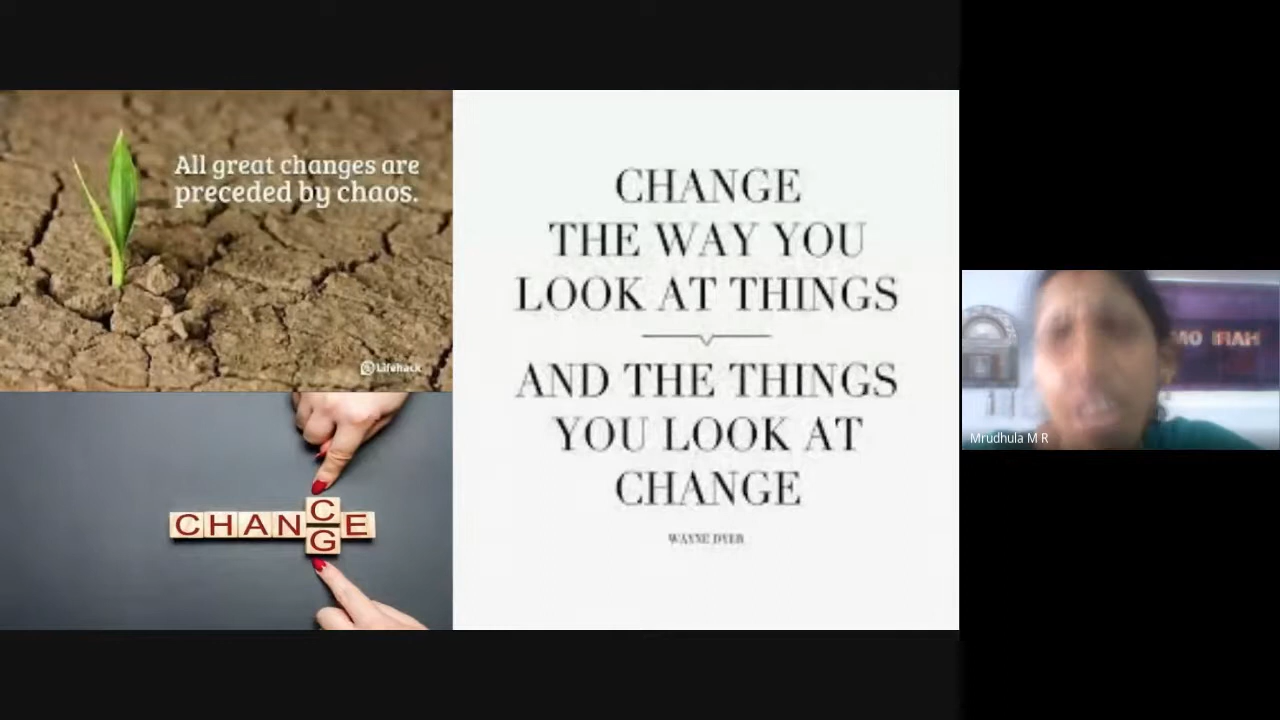 All great changes are
preceded by chaos.
Lifehack
CHANCE
G
CHANGE
THE WAY YOU
LOOK AT THINGS
AND THE THINGS
YOU LOOK AT
CHANGE
WAYNE DYER
Mrudhula M R